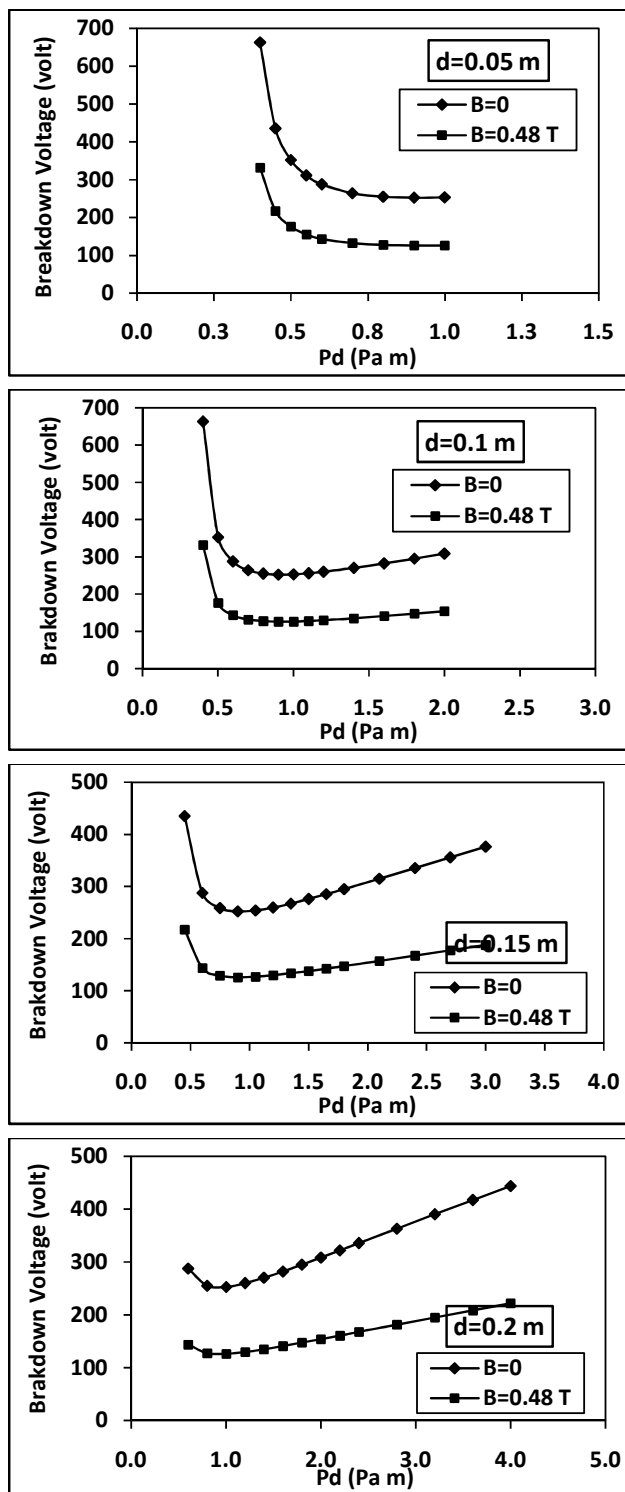 700
600
500
400
300
200
100
0
Breakdown Voltage (volt)
d=0.05 m
B=0
B=0.48 T
0.0 0.3 0.5 0.8 1.0 1.3 1.5
Pd (Pa m)
700
600
500
400
300
200
100
0
Brakdown Voltage (volt)
d=0.1 m
B=0
B=0.48 T
0.0 0.5 1.0 1.5 2.0 2.5 3.0
Pd (Pa m)
500
400
300
200
100
0
Brakdown Voltage (volt)
d=0.15 m
B=0
B=0.48 T
0.0 0.5 1.0 1.5 2.0 2.5 3.0 3.5 4.0
Pd (Pa m)
500
400
300
200
100
0
Brakdown Voltage (volt)
d=0.2 m
B=0
B=0.48 T
0.0 1.0 2.0 3.0 4.0 5.0
Pd (Pa m)